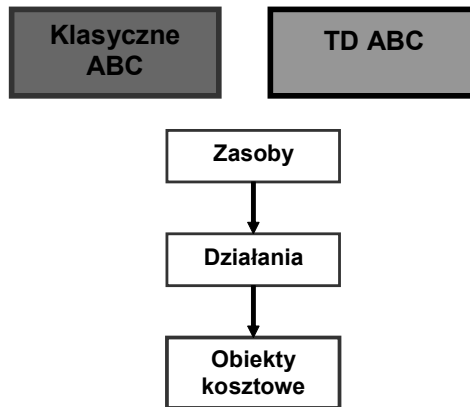 Klasyczne
ABC
TD ABC
Zasoby
Działania
Obiekty
kosztowe